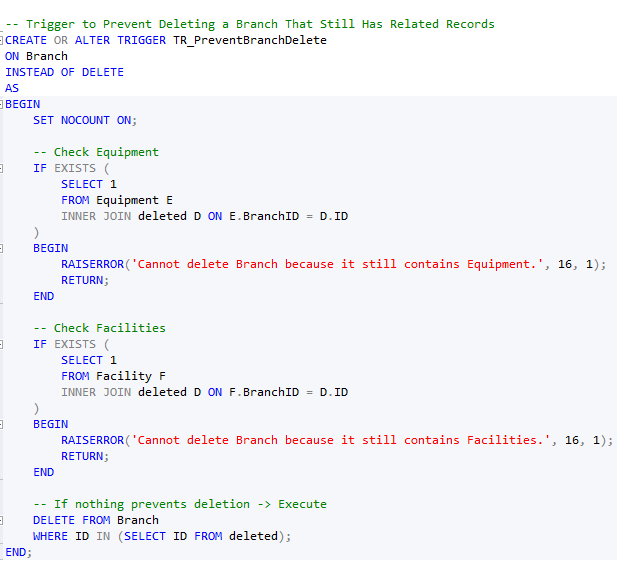 -- Trigger to Prevent Deleting a Branch That Still Has Related Records
CREATE OR ALTER TRIGGER TR_PreventBranchDelete
ON Branch
INSTEAD OF DELETE
AS
BEGIN
    SET NOCOUNT ON;

    -- Check Equipment
    IF EXISTS (
        SELECT 1
        FROM Equipment E
        INNER JOIN deleted D ON E.BranchID = D.ID
    )
    BEGIN
        RAISERROR('Cannot delete Branch because it still contains Equipment.', 16, 1);
        RETURN;
    END

    -- Check Facilities
    IF EXISTS (
        SELECT 1
        FROM Facility F
        INNER JOIN deleted D ON F.BranchID = D.ID
    )
    BEGIN
        RAISERROR('Cannot delete Branch because it still contains Facilities.', 16, 1);
        RETURN;
    END

    -- If nothing prevents deletion -> Execute
    DELETE FROM Branch
    WHERE ID IN (SELECT ID FROM deleted);
END;